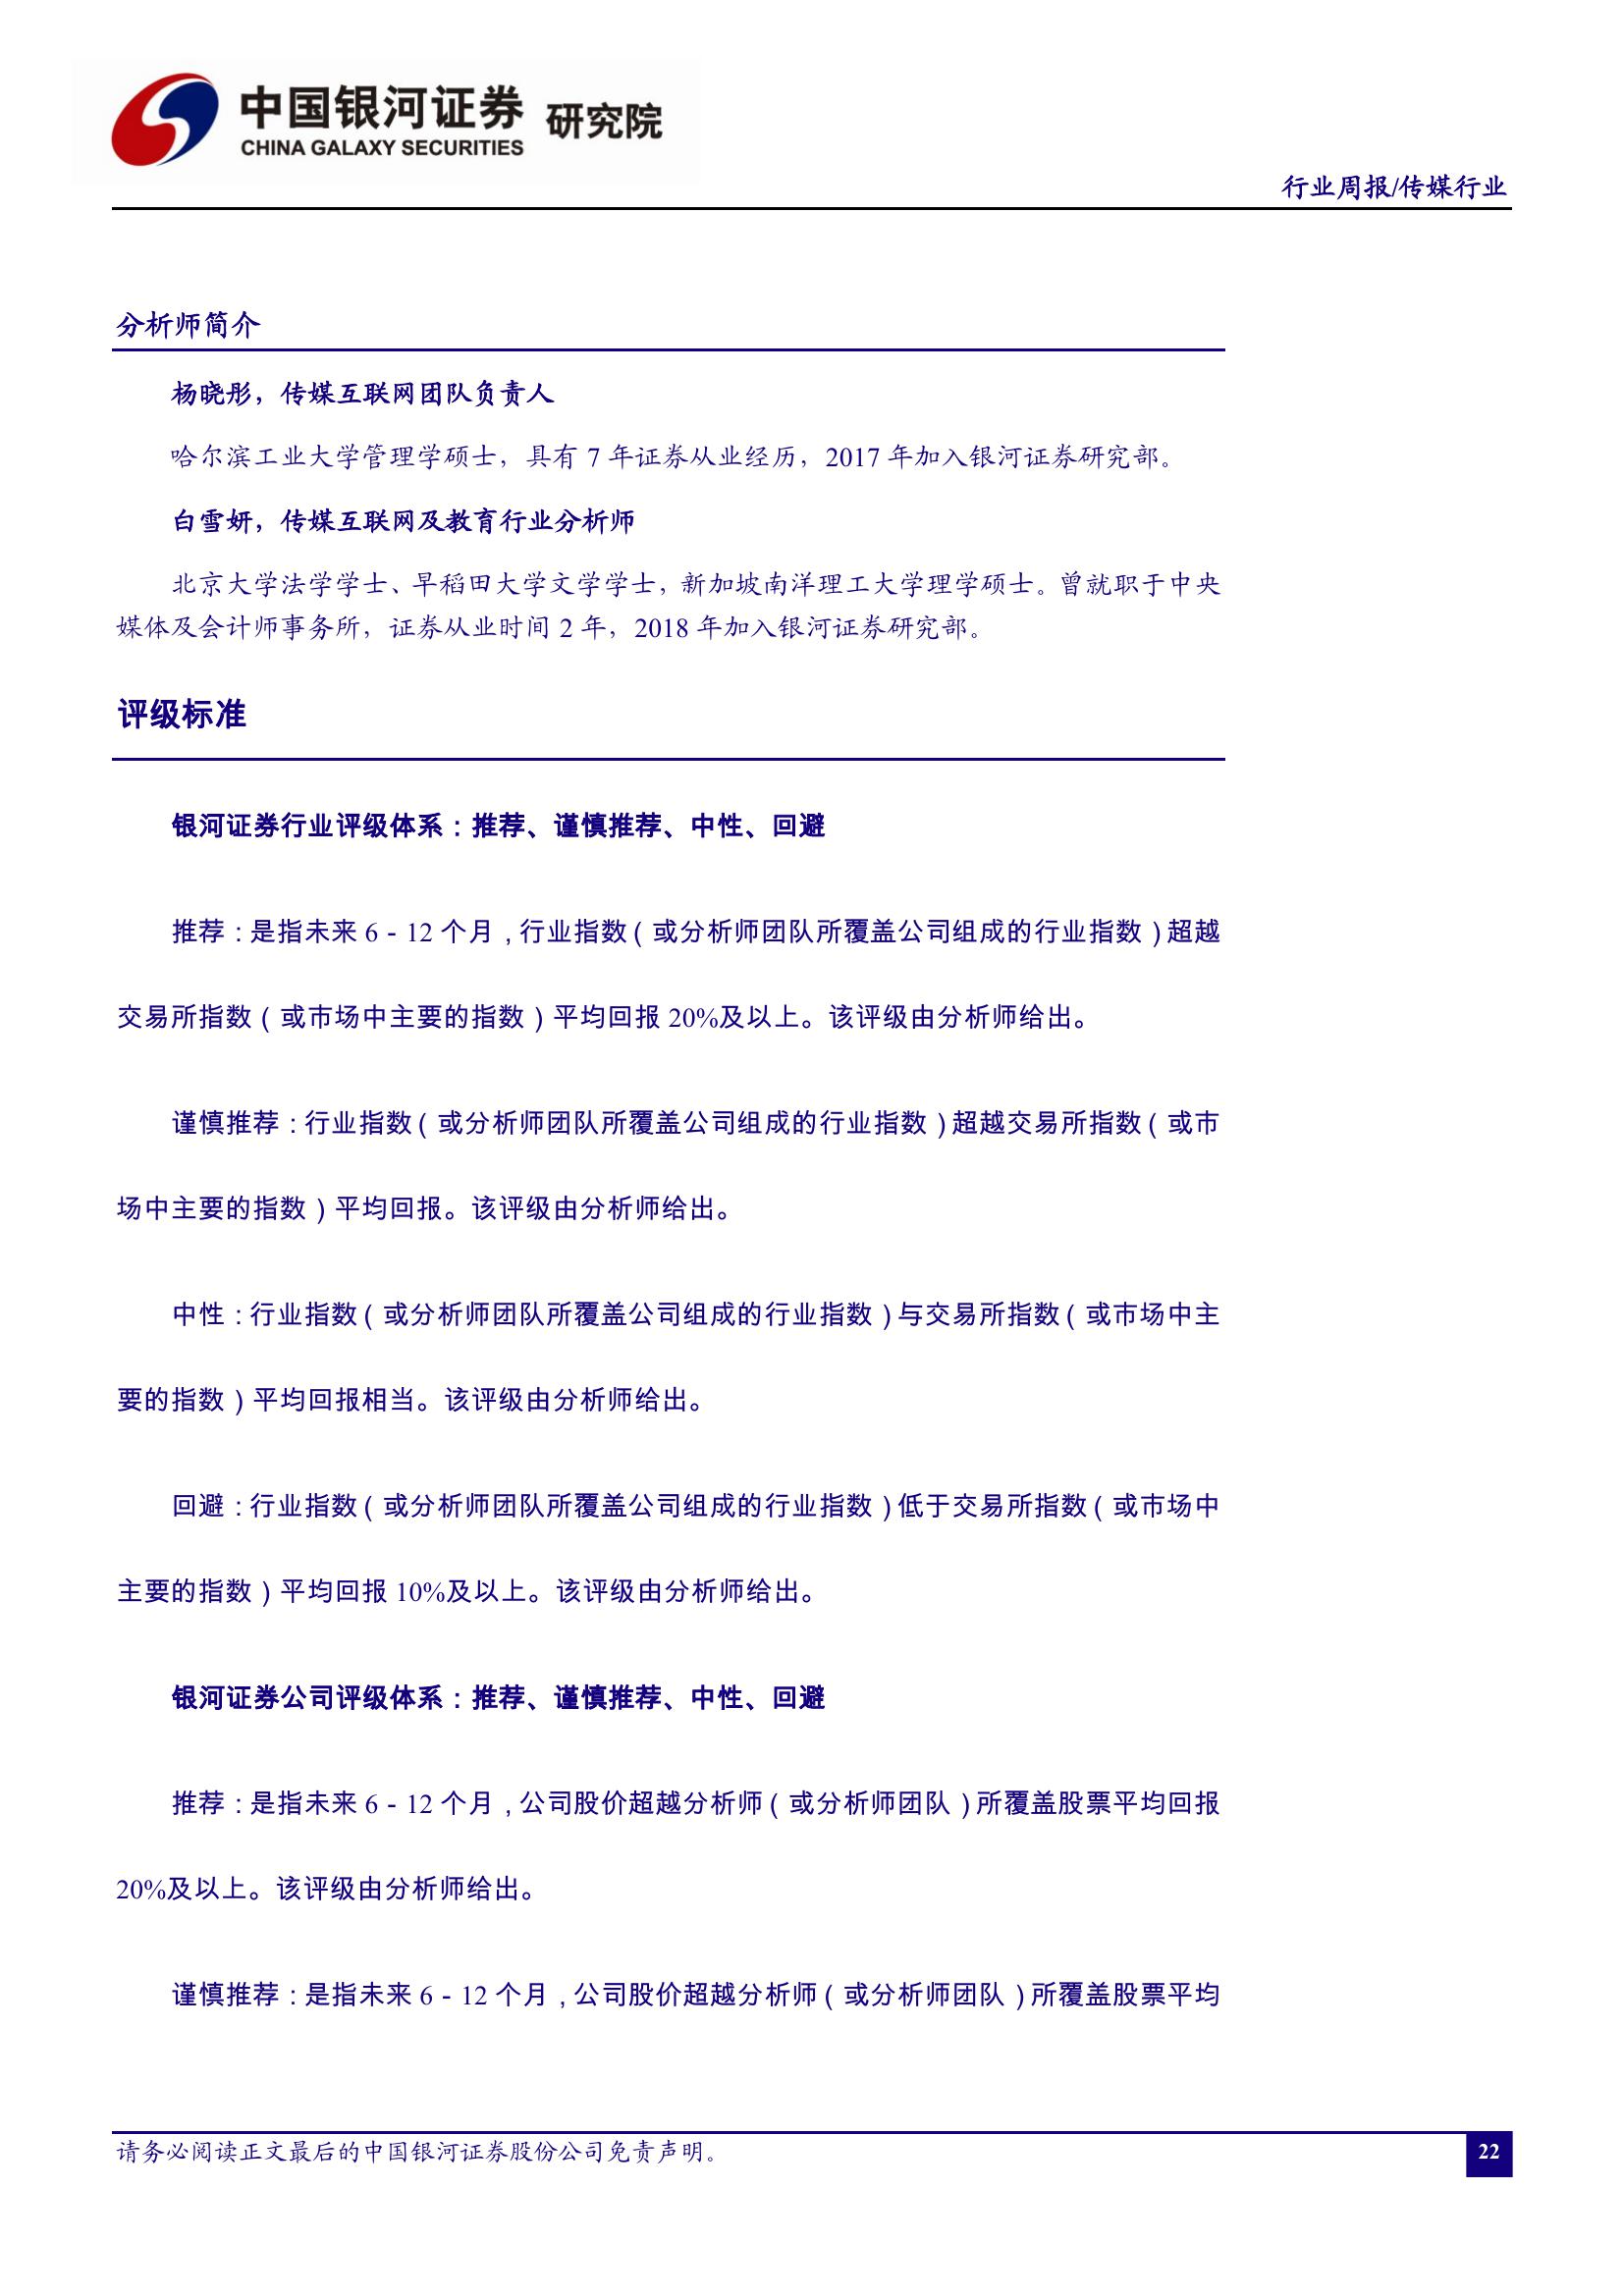 中国银河证券 研究院
CHINA GALAXY SECURITIES
行业周报/传媒行业
分析师简介
杨晓彤，传媒互联网团队负责人
哈尔滨工业大学管理学硕士，具有 7 年证券从业经历，2017 年加入银河证券研究部。
白雪妍，传媒互联网及教育行业分析师
北京大学法学学士、早稻田大学文学学士，新加坡南洋理工大学理学硕士。曾就职于中央
媒体及会计师事务所，证券从业时间 2 年，2018 年加入银河证券研究部。
评级标准
银河证券行业评级体系：推荐、谨慎推荐、中性、回避
推荐：是指未来 6－12 个月，行业指数（或分析师团队所覆盖公司组成的行业指数）超越
交易所指数（或市场中主要的指数）平均回报 20%及以上。该评级由分析师给出。
谨慎推荐：行业指数（或分析师团队所覆盖公司组成的行业指数）超越交易所指数（或市
场中主要的指数）平均回报。该评级由分析师给出。
中性：行业指数（或分析师团队所覆盖公司组成的行业指数）与交易所指数（或市场中主
要的指数）平均回报相当。该评级由分析师给出。
回避：行业指数（或分析师团队所覆盖公司组成的行业指数）低于交易所指数（或市场中
主要的指数）平均回报 10%及以上。该评级由分析师给出。
银河证券公司评级体系：推荐、谨慎推荐、中性、回避
推荐：是指未来 6－12 个月，公司股价超越分析师（或分析师团队）所覆盖股票平均回报
20%及以上。该评级由分析师给出。
谨慎推荐：是指未来 6－12 个月，公司股价超越分析师（或分析师团队）所覆盖股票平均
请务必阅读正文最后的中国银河证券股份公司免责声明。
22